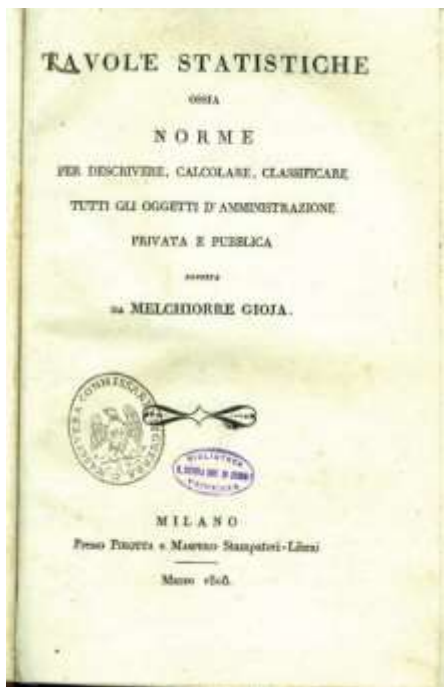 TAVOLE STATISTICHE
OSSIA
NORME
PER DESCRIVERE, CALCOLARE, CLASSIFICARE
TUTTI GLI OGGETTI D'AMMINISTRAZIONE
PRIVATA E PUBBLICA
DA MELCHIORRE GIOJA.
BIBLIOTECA
MILANO
Presso PIROTTA e MASPERO Stampatori-Librai